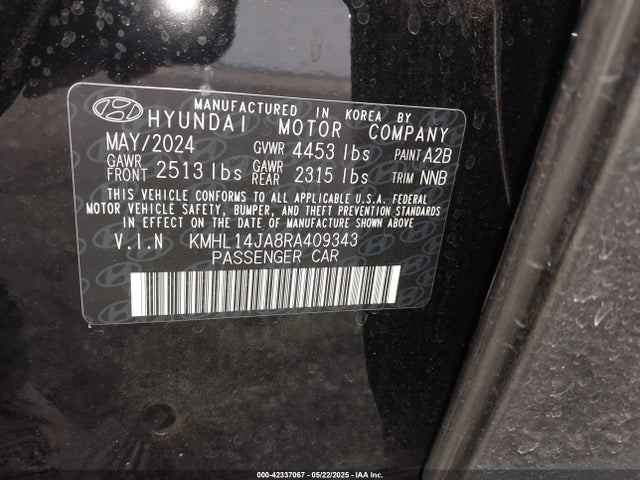 MANUFACTURED IN KOREA BY
HYUNDAI MOTOR COMPANY
MAY/2024 GVWR 4453 lbs PAINT A2B
GAWR FRONT 2513 lbs GAWR REAR 2315 lbs TRIM NNB
THIS VEHICLE CONFORMS TO ALL APPLICABLE U.S.A. FEDERAL
MOTOR VEHICLE SAFETY, BUMPER, AND THEFT PREVENTION STANDARDS
IN EFFECT ON THE DATE OF MANUFACTURE SHOWN ABOVE
V.I.N KMHL14JA8RA409343
PASSENGER CAR
000-42337067 - 05/22/2025 - IAA Inc.